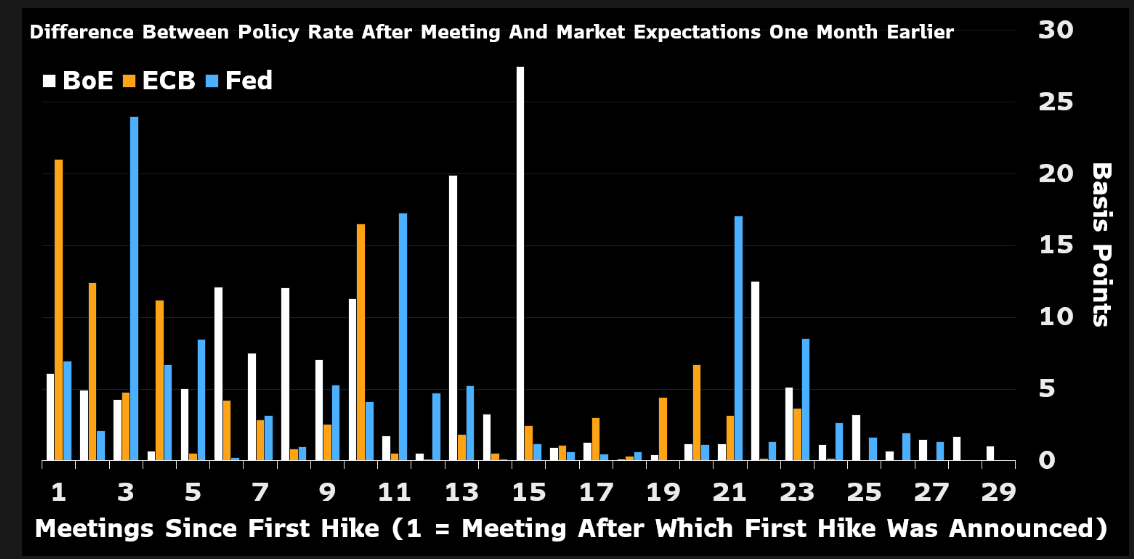 Difference Between Policy Rate After Meeting And Market Expectations One Month Earlier
BoE ECB Fed
30
25
20
15
10
5
0
Basis Points
1 3 5 7 9 11 13 15 17 19 21 23 25 27 29
Meetings Since First Hike (1 = Meeting After Which First Hike Was Announced)